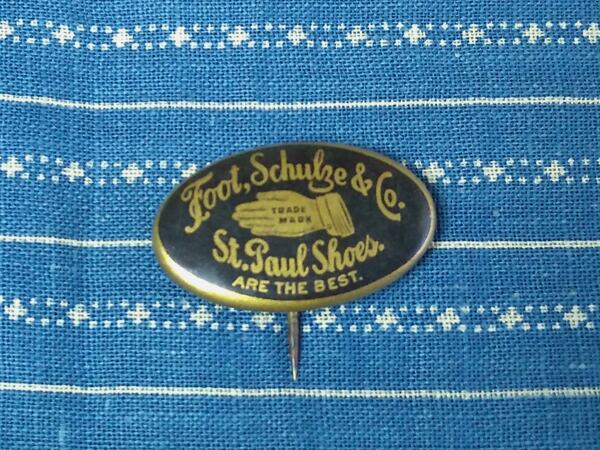 Foot, Schulze & Co.
TRADE
MARK
St. Paul Shoes.
ARE THE BEST.